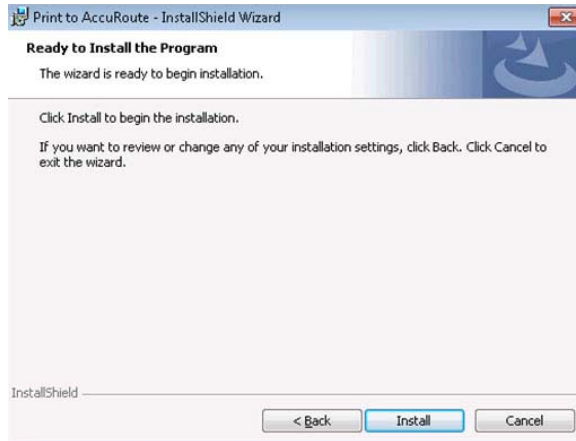 Print to AccuRoute - InstallShield Wizard
Ready to Install the Program
The wizard is ready to begin installation.
Click Install to begin the installation.
If you want to review or change any of your installation settings, click Back. Click Cancel to
exit the wizard.
InstallShield
< Back
Install
Cancel